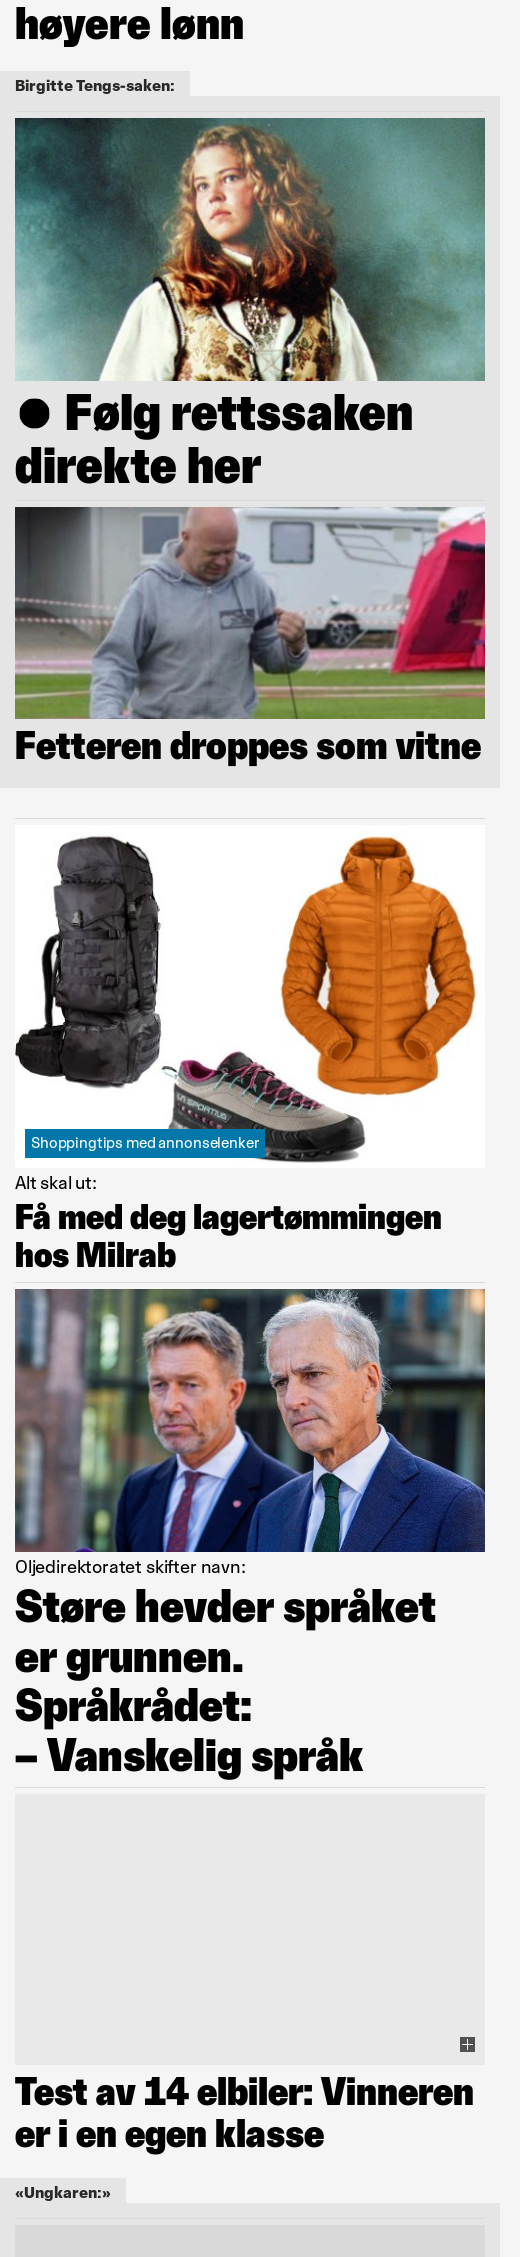 høyere lønn
Birgitte Tengs-saken:
● Følg rettssaken
direkte her
Fetteren droppes som vitne
LA SPORTIVA
Shoppingtips med annonselenker
Alt skal ut:
Få med deg lagertømmingen
hos Milrab
Oljedirektoratet skifter navn:
Støre hevder språket
er grunnen.
Språkrådet:
– Vanskelig språk
Test av 14 elbiler: Vinneren
er i en egen klasse
«Ungkaren:»